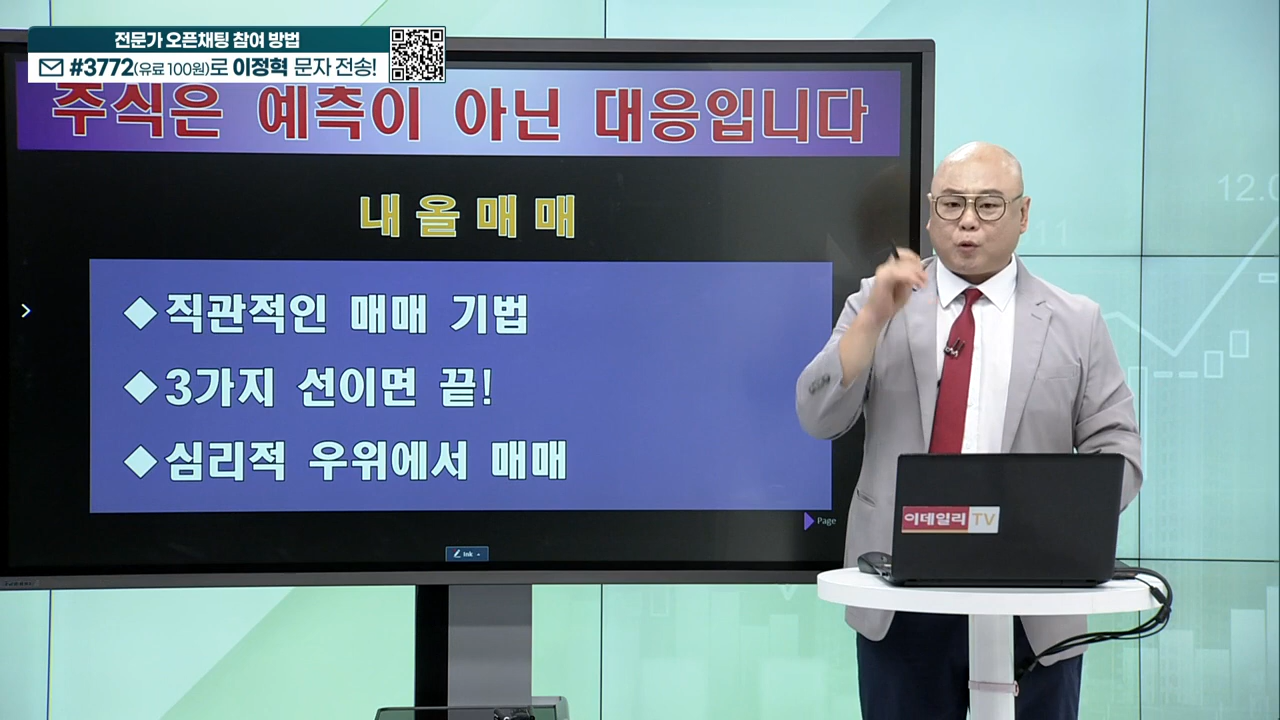 전문가 오픈채팅 참여 방법
#3772(유료 100원)로 이정혁 문자 전송!
주식은 예측이 아닌 대응입니다
내올매매
◆직관적인 매매 기법
◆3가지 선이면 끝!
◆심리적 우위에서 매매
Page
Ink
이데일리TV
12.0
11